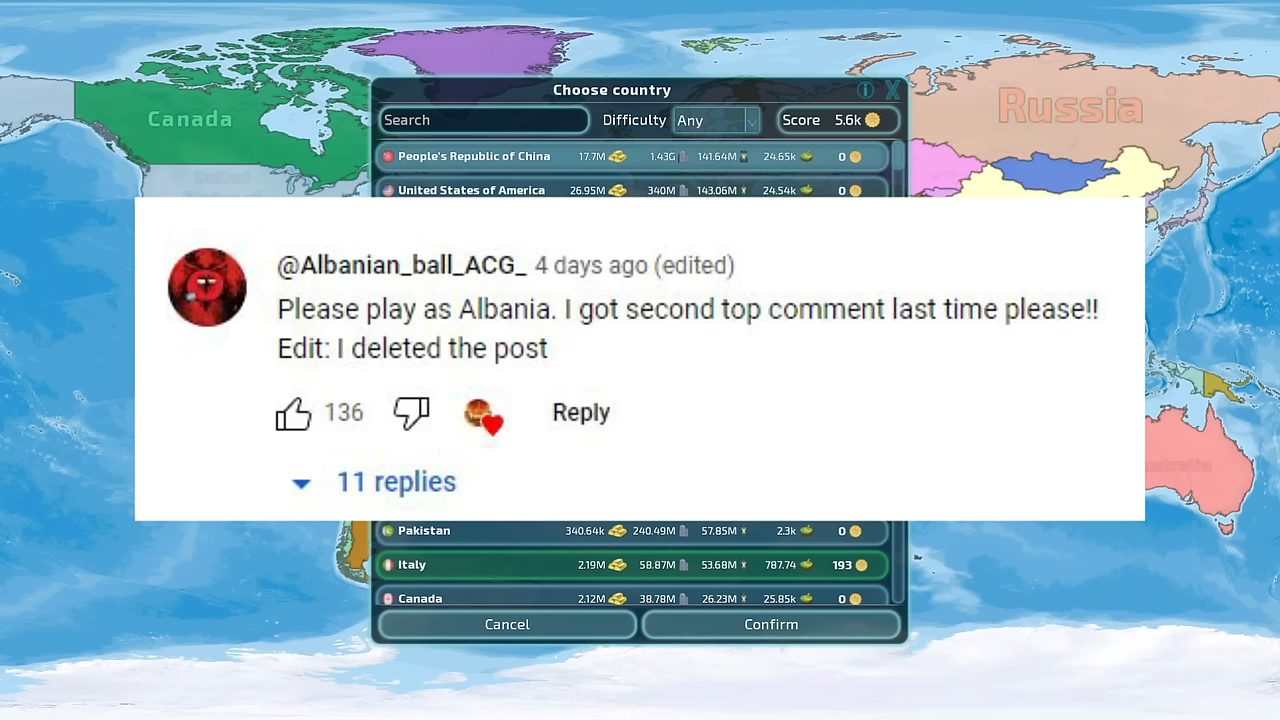 Canada
Russia
Choose country
Search
Difficulty Any
Score 5.6k
People's Republic of China 17.7M 1.43G 141.64M 24.65k 0
United States of America 26.95M 340M 143.06M 24.54k 0
@Albanian_ball_ACG_ 4 days ago (edited)
Please play as Albania. I got second top comment last time please!!
Edit: I deleted the post
136
Reply
11 replies
Pakistan 340.64k 240.49M 57.85M 2.3k 0
Italy 2.19M 58.87M 53.68M 787.74 193
Canada 2.12M 38.78M 26.23M 25.85k 0
Cancel
Confirm